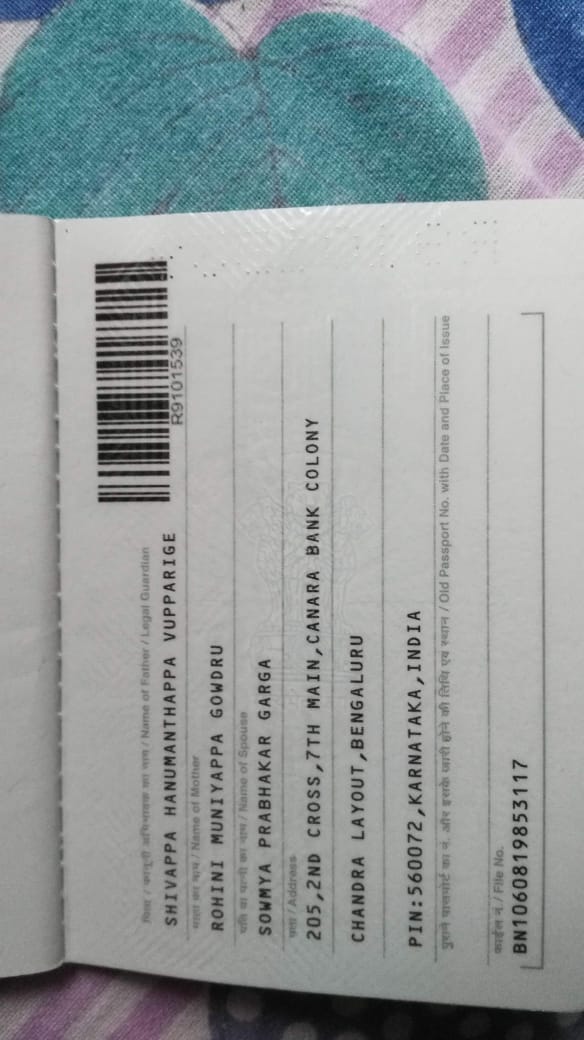 R9101539
पिता / कानूनी अभिभावक का नाम / Name of Father / Legal Guardian
SHIVAPPA HANUMANTHAPPA VUPPARIGE
माता का नाम / Name of Mother
ROHINI MUNIYAPPA GOWDRU
पति या पत्नी का नाम / Name of Spouse
SOWMYA PRABHAKAR GARGA
पता / Address
205,2ND CROSS,7TH MAIN,CANARA BANK COLONY
CHANDRA LAYOUT,BENGALURU
PIN:560072,KARNATAKA,INDIA
पुराने पासपोर्ट का नं. और इसके जारी होने की तिथि एवं स्थान / Old Passport No. with Date and Place of Issue
फाईल नं. / File No.
BN1060819853117